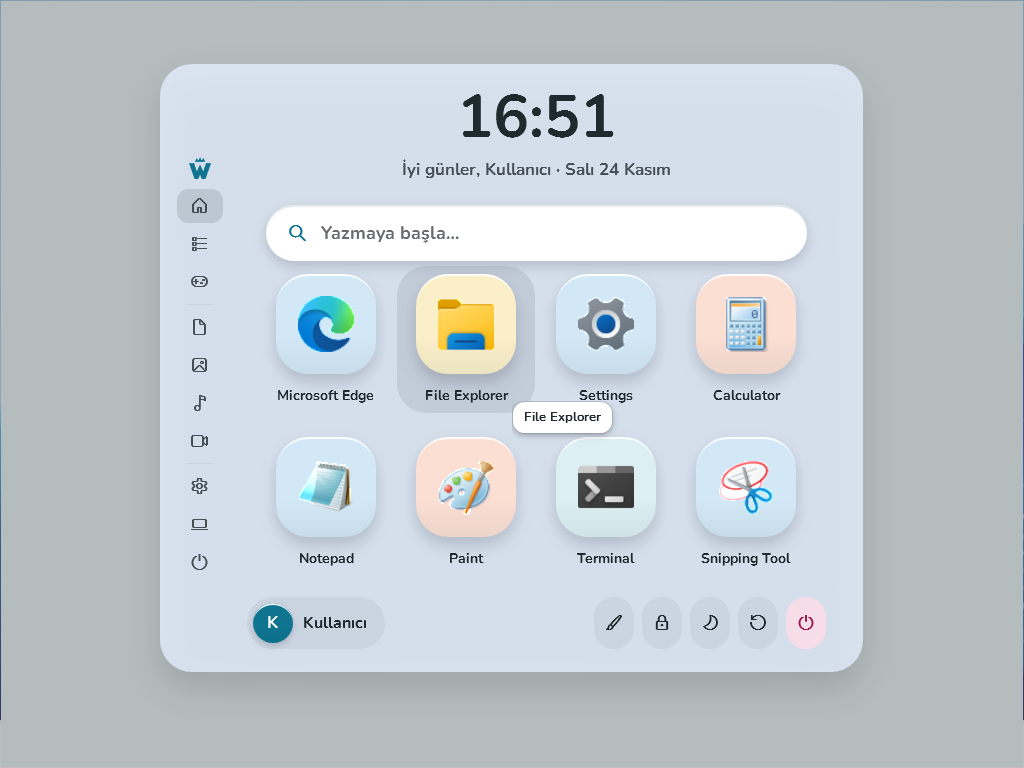 16:51
İyi günler, Kullanıcı · Salı 24 Kasım
W
Yazmaya başla...
Microsoft Edge
File Explorer
Settings
Calculator
File Explorer
Notepad
Paint
Terminal
Snipping Tool
K Kullanıcı